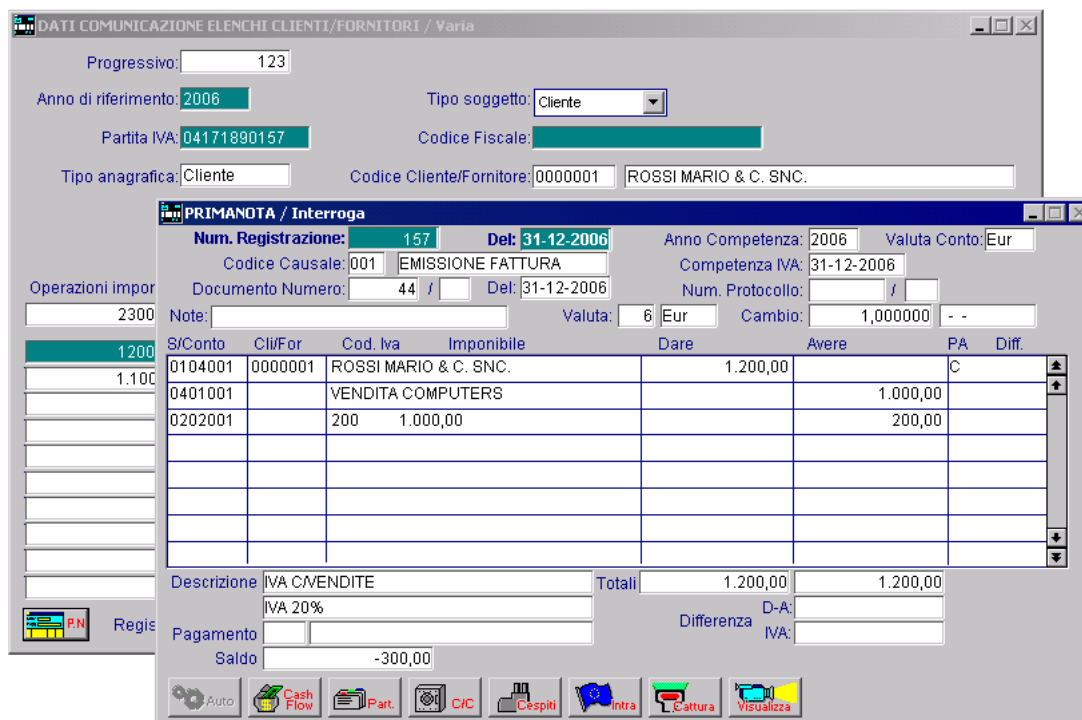 DATI COMUNICAZIONE ELENCHI CLIENTI/FORNITORI / Varia
Progressivo: 123
Anno di riferimento: 2006 Tipo soggetto: Cliente
Partita IVA: 04171890157 Codice Fiscale:
Tipo anagrafica: Cliente Codice Cliente/Fornitore: 0000001 ROSSI MARIO & C. SNC.
Operazioni impor
2300
1200
1.100
P.N Regis
PRIMANOTA / Interroga
Num. Registrazione: 157 Del: 31-12-2006 Anno Competenza: 2006 Valuta Conto: Eur
Codice Causale: 001 EMISSIONE FATTURA Competenza IVA: 31-12-2006
Documento Numero: 44 / Del: 31-12-2006 Num. Protocollo: /
Note: Valuta: 6 Eur Cambio: 1,000000 - -
S/Conto Cli/For Cod. Iva Imponibile Dare Avere PA Diff.
0104001 0000001 ROSSI MARIO & C. SNC. 1.200,00 C
0401001 VENDITA COMPUTERS 1.000,00
0202001 200 1.000,00 200,00
Descrizione IVA C/VENDITE Totali 1.200,00 1.200,00
IVA 20% Differenza D-A:
Pagamento IVA:
Saldo -300,00
Auto Cash Flow Part. C/C Cespiti Intra Cattura Visualizza